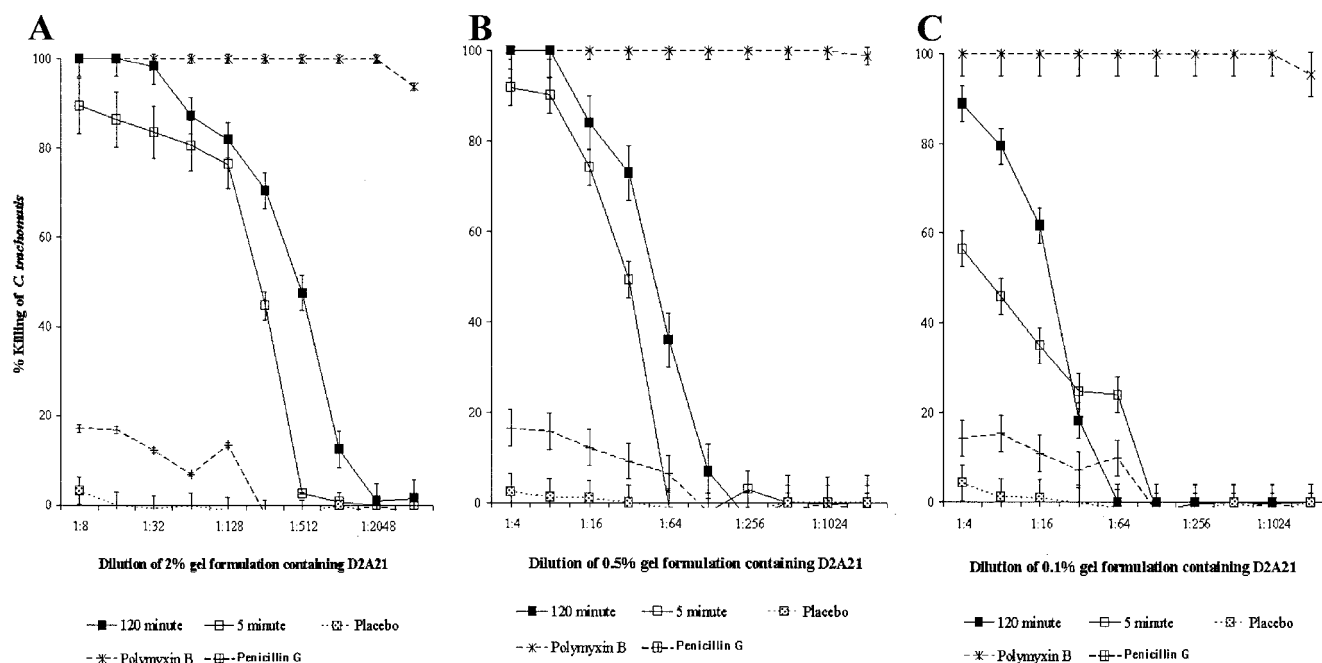 A
B
C
100
80
60
40
20
0
% Killing of C. trachomatis
1:8
1:32
1:128
1:512
1:2048
Dilution of 2% gel formulation containing D2A21
120 minute
5 minute
Placebo
Polymyxin B
Penicillin G
100
80
60
40
20
0
1:4
1:16
1:64
1:256
1:1024
Dilution of 0.5% gel formulation containing D2A21
120 minute
5 minute
Placebo
Polymyxin B
Penicillin G
100
80
60
40
20
0
1:4
1:16
1:64
1:256
1:1024
Dilution of 0.1% gel formulation containing D2A21
120 minute
5 minute
Placebo
Polymyxin B
Penicillin G